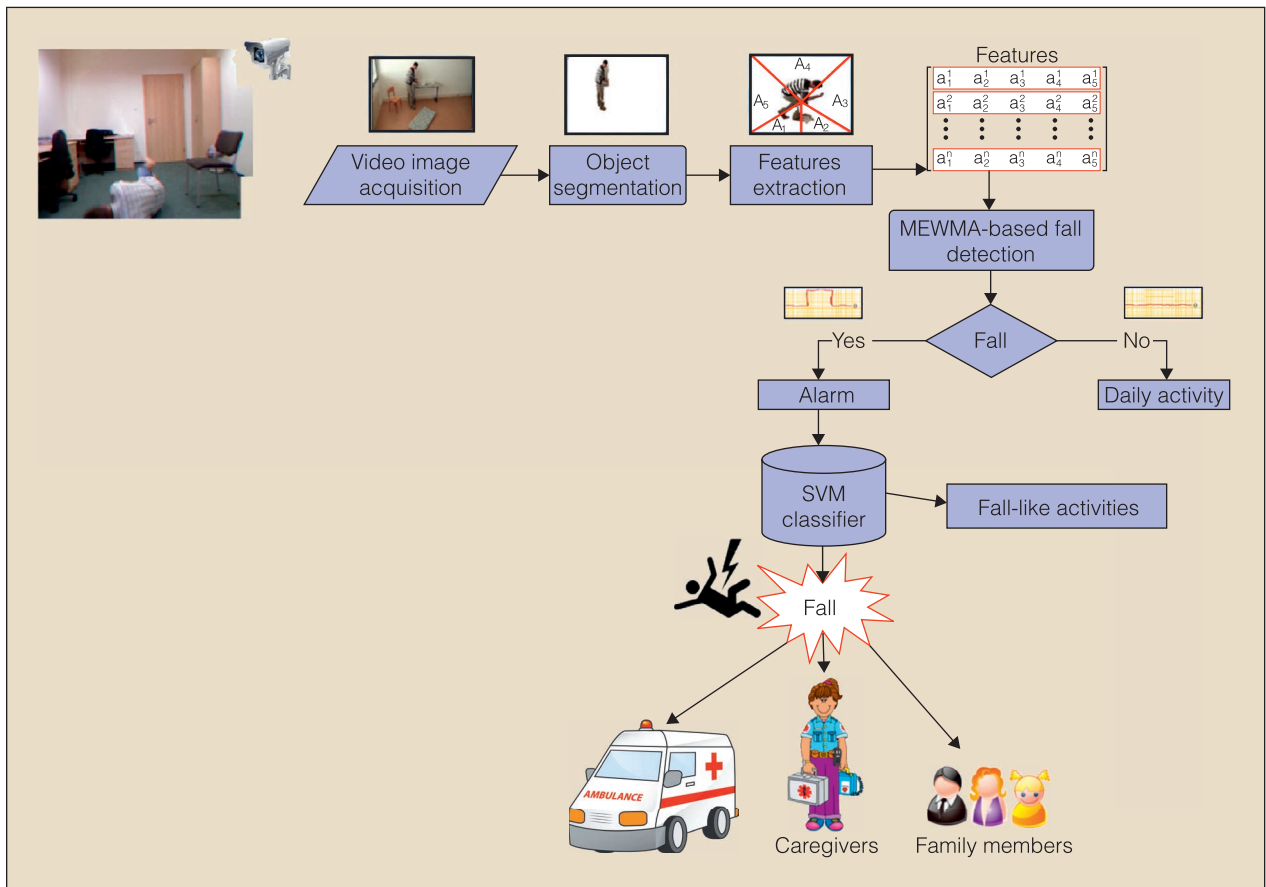 Features
A₄
A₅
A₃
A₁
A₂
a₁¹ a₂¹ a₃¹ a₄¹ a₅¹
a₁² a₂² a₃² a₄² a₅²
a₁ⁿ a₂ⁿ a₃ⁿ a₄ⁿ a₅ⁿ
Video image
acquisition
Object
segmentation
Features
extraction
MEWMA-based fall
detection
Yes
Fall
No
Alarm
Daily activity
SVM
classifier
Fall-like activities
Fall
AMBULANCE
Caregivers
Family members